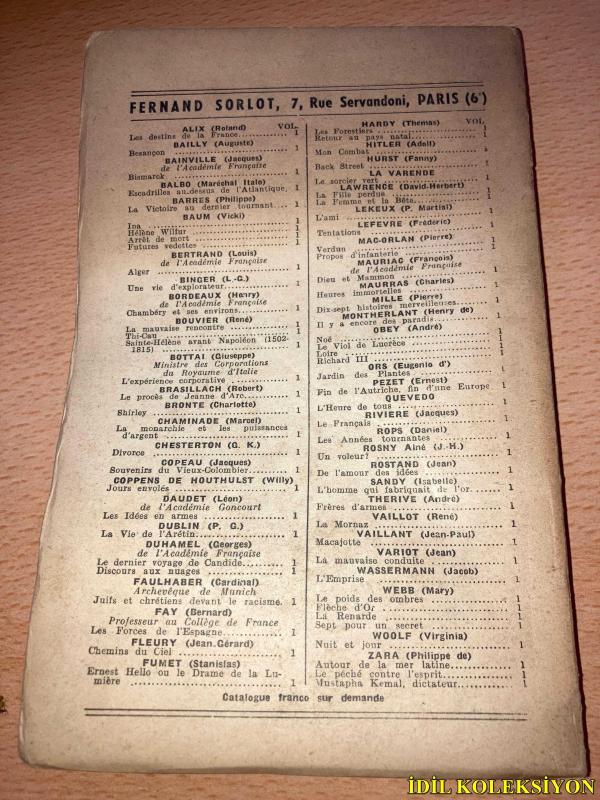 FERNAND SORLOT, 7, Rue Servandoni, PARIS (6e)
ALIX (Roland) VOL.
Les destins de la France............ 1
BAILLY (Auguste)
Besançon ............ 1
BAINVILLE (Jacques)
de l'Académie Française
Bismarck ............ 1
BALBO (Maréchal Italo)
Escadrilles au-dessus de l'Atlantique. 1
BARRES (Philippe)
La Victoire au dernier tournant.... 1
BAUM (Vicki)
Ina ............ 1
Hélène Wilfur ............ 1
Arrêt de mort ............ 1
Futures vedettes ............ 1
BERTRAND (Louis)
de l'Académie Française
Alger ............ 1
BINGER (L.-G.)
Une vie d'explorateur............ 1
BORDEAUX (Henry)
de l'Académie Française
Chambéry et ses environs............ 1
BOUVIER (René)
La mauvaise rencontre ............ 1
Thi-Cau ............ 1
Sainte-Hélène avant Napoléon (1502-
1815) ............ 1
BOTTAI (Giuseppe)
Ministre des Corporations
du Royaume d'Italie
L'expérience corporative ............ 1
BRASILLACH (Robert)
Le procès de Jeanne d'Arc............ 1
BRONTE (Charlotte)
Shirley ............ 1
CHAMINADE (Marcel)
La monarchie et les puissances
d'argent ............ 1
CHESTERTON (G. K.)
Divorce ............ 1
COPEAU (Jacques)
Souvenirs du Vieux-Colombier........ 1
COPPENS DE HOUTHULST (Willy)
Jours envolés ............ 1
DAUDET (Léon)
de l'Académie Goncourt
Les Idées en armes ............ 1
DUBLIN (P. G.)
La Vie de l'Arétin............ 1
DUHAMEL (Georges)
de l'Académie Française
Le dernier voyage de Candide........ 1
Discours aux nuages ............ 1
FAULHABER (Cardinal)
Archevêque de Munich
Juifs et chrétiens devant le racisme. 1
FAY (Bernard)
Professeur au Collège de France
Les Forces de l'Espagne............ 1
FLEURY (Jean-Gérard)
Chemins du Ciel ............ 1
FUMET (Stanislas)
Ernest Hello ou le Drame de la Lu-
mière ............ 1
HARDY (Thomas) VOL.
Les Forestiers ............ 1
Retour au pays natal............ 1
HITLER (Adolf)
Mon Combat ............ 1
HURST (Fanny)
Back Street ............ 1
LA VARENDE
Le sorcier vert ............ 1
LAWRENCE (David-Herbert)
La Fille perdue ............ 1
La Femme et la Bête............ 1
LEKEUX (P. Martial)
L'ami ............ 1
LEFEVRE (Fréderic)
Tentations ............ 1
MAC-ORLAN (Pierre)
Verdun ............ 1
Propos d'infanterie ............ 1
MAURIAC (François)
de l'Académie Française
Dieu et Mammon ............ 1
MAURRAS (Charles)
Heures immortelles ............ 1
MILLE (Pierre)
Dix-sept histoires merveilleuses...... 1
MONTHERLANT (Henry de)
Il y a encore des paradis............ 1
OBEY (André)
Noé ............ 1
Le Viol de Lucrèce ............ 1
Loire ............ 1
Richard III ............ 1
ORS (Eugenio d')
Jardin des Plantes ............ 1
PEZET (Ernest)
Fin de l'Autriche, fin d'une Europe 1
QUEVEDO
L'Heure de tous ............ 1
RIVIERE (Jacques)
Le Français ............ 1
ROPS (Daniel)
Les Années tournantes ............ 1
ROSNY Ainé (J.-H.)
Un voleur? ............ 1
ROSTAND (Jean)
De l'amour des idées ............ 1
SANDY (Isabelle)
L'homme qui fabriquait de l'or....... 1
THERIVE (André)
Frères d'armes ............ 1
VAILLOT (René)
La Mornaz ............ 1
VAILLANT (Jean-Paul)
Macajotte ............ 1
VARIOT (Jean)
La mauvaise conduite ............ 1
WASSERMANN (Jacob)
L'Emprise ............ 1
WEBB (Mary)
Le poids des ombres ............ 1
Flèche d'Or ............ 1
La Renarde ............ 1
Sept pour un secret ............ 1
WOOLF (Virginia)
Nuit et jour ............ 1
ZARA (Philippe de)
Autour de la mer latine............ 1
Le péché contre l'esprit............ 1
Mustapha Kemal, dictateur............ 1
Catalogue franco sur demande
İDİL KOLEKSİYON